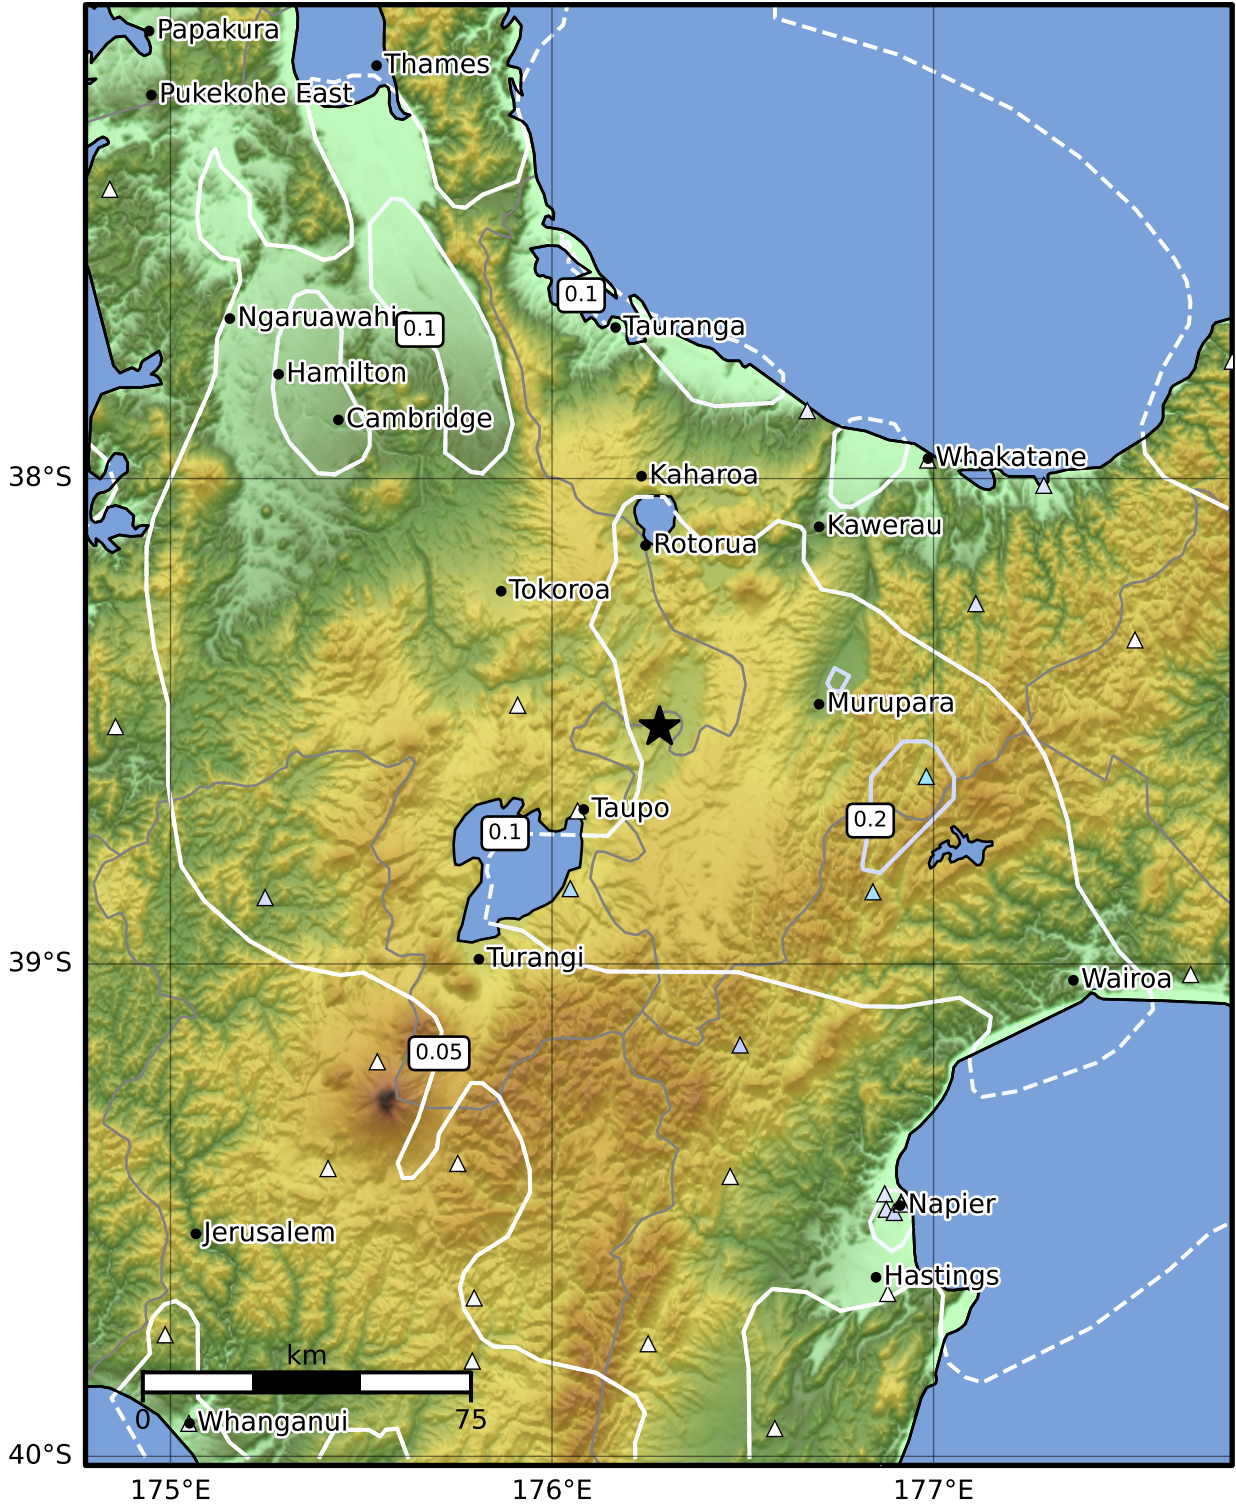 Papakura
Thames
Pukekohe East
0.1
Ngaruawahi
0.1
Tauranga
Hamilton
Cambridge
Whakatane
Kaharoa
38°S
Kawerau
Rotorua
Tokoroa
Murupara
Taupo
0.2
0.1
Turangi
39°S
Wairoa
0.05
Napier
Jerusalem
Hastings
km
0 75
Whanganui
40°S
175°E 176°E 177°E